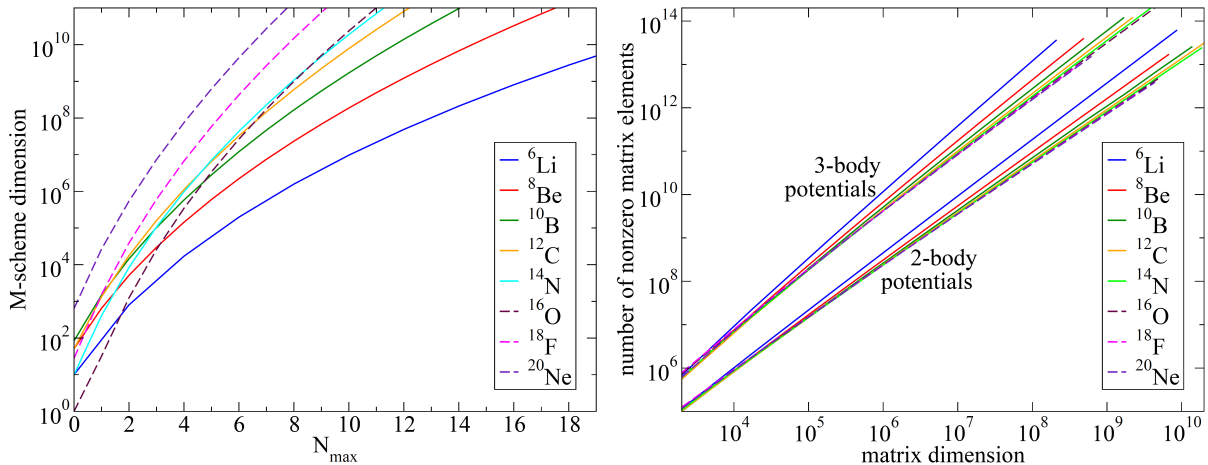 M-scheme dimension
10^10
10^8
10^6
10^4
10^2
10^0
0 2 4 6 8 10 12 14 16 18
N_max
^6Li
^8Be
^10B
^12C
^14N
^16O
^18F
^20Ne
number of nonzero matrix elements
10^14
10^12
10^10
10^8
10^6
10^4 10^5 10^6 10^7 10^8 10^9 10^10
matrix dimension
3-body
potentials
2-body
potentials
^6Li
^8Be
^10B
^12C
^14N
^16O
^18F
^20Ne